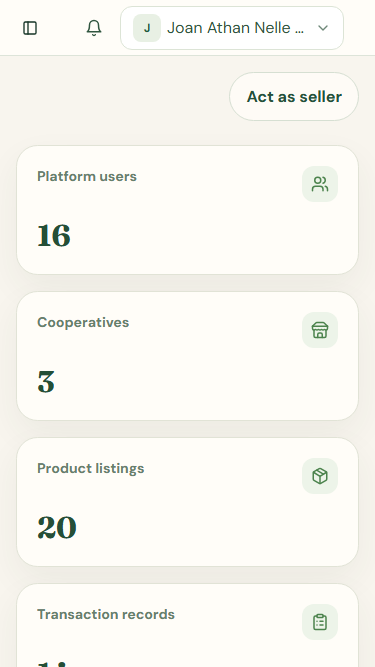 J Joan Athan Nelle ...
Act as seller
Platform users
16
Cooperatives
3
Product listings
20
Transaction records